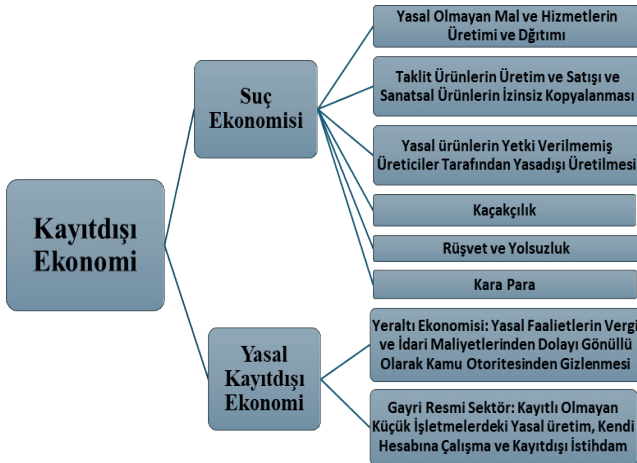 Kayıtdışı
Ekonomi
Suç
Ekonomisi
Yasal Olmayan Mal ve Hizmetlerin
Üretimi ve Dğıtımı
Taklit Ürünlerin Üretim ve Satışı ve
Sanatsal Ürünlerin İzinsiz Kopyalanması
Yasal ürünlerin Yetki Verilmemiş
Üreticiler Tarafından Yasadışı Üretilmesi
Kaçakçılık
Rüşvet ve Yolsuzluk
Kara Para
Yasal
Kayıtdışı
Ekonomi
Yeraltı Ekonomisi: Yasal Faalietlerin Vergi
ve İdari Maliyetlerinden Dolayı Gönüllü
Olarak Kamu Otoritesinden Gizlenmesi
Gayri Resmi Sektör: Kayıtlı Olmayan
Küçük İşletmelerdeki Yasal üretim, Kendi
Hesabına Çalışma ve Kayıtdışı İstihdam